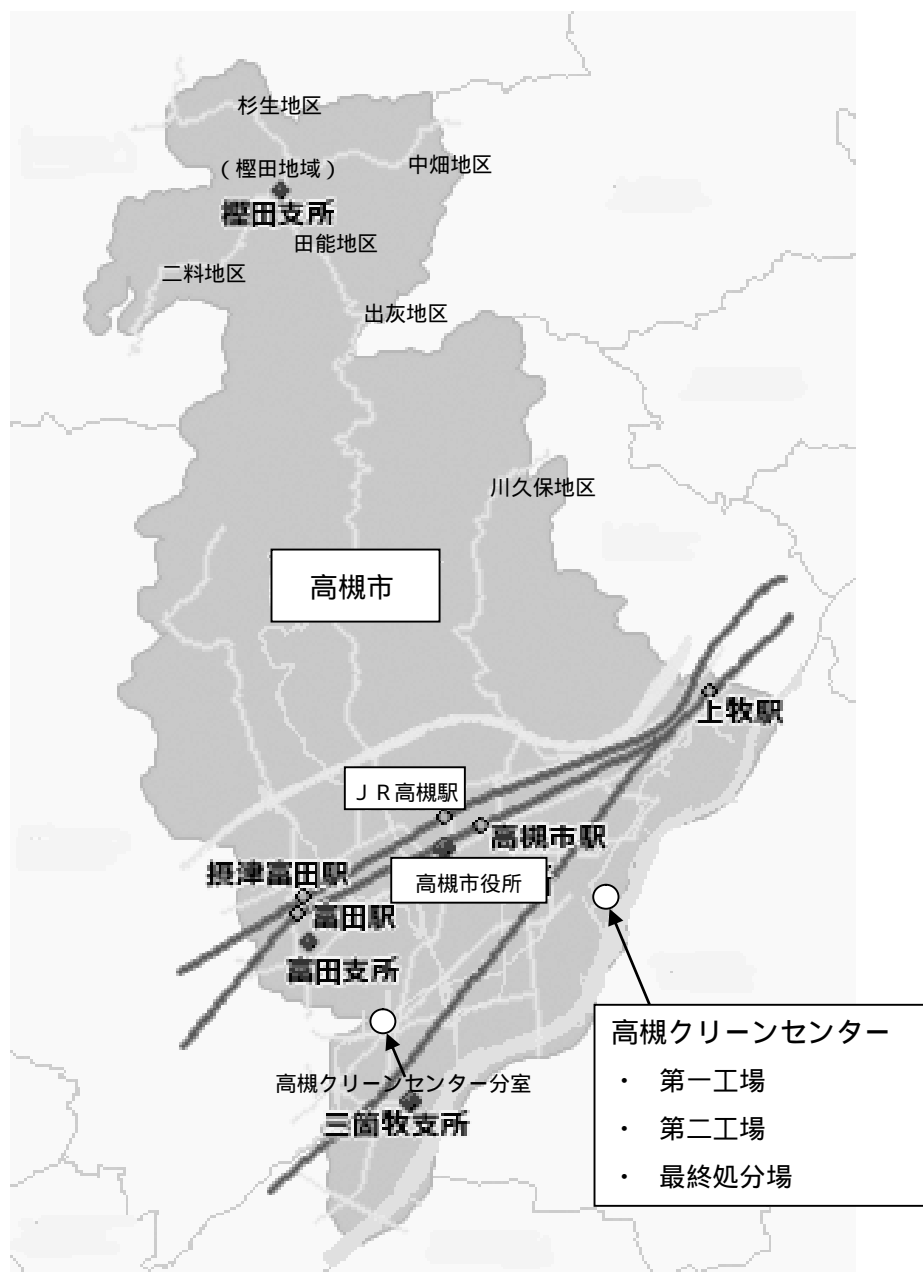 杉生地区
(樫田地域)
中畑地区
樫田支所
田能地区
二料地区
出灰地区
川久保地区
高槻市
上牧駅
JR高槻駅
高槻市駅
摂津富田駅
高槻市役所
富田駅
富田支所
高槻クリーンセンター
・ 第一工場
・ 第二工場
・ 最終処分場
高槻クリーンセンター分室
三箇牧支所